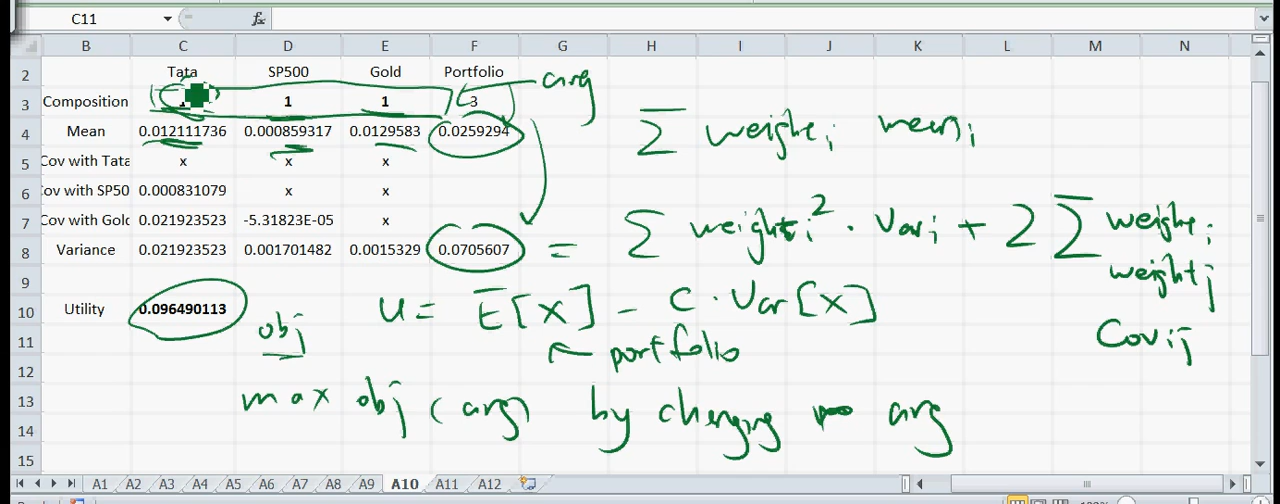 C11 fx
B C D E F G H I J K L M N
2 Tata SP500 Gold Portfolio arg
3 Composition 1 1 3
4 Mean 0.012111736 0.000859317 0.0129583 0.0259294 Σ weight i mean i
5 Cov with Tata x x x
6 Cov with SP50 0.000831079 x x
7 Cov with Gold 0.021923523 -5.31823E-05 x
8 Variance 0.021923523 0.001701482 0.0015329 0.0705607 = Σ weight i ² · Var i + 2 Σ weight i
9 weight j
10 Utility 0.096490113 u = E[X] - c · Var[X]
11 obj ← portfolio Cov ij
12
13 max obj (arg) by changing arg
14
15
A1 A2 A3 A4 A5 A6 A7 A8 A9 A10 A11 A12